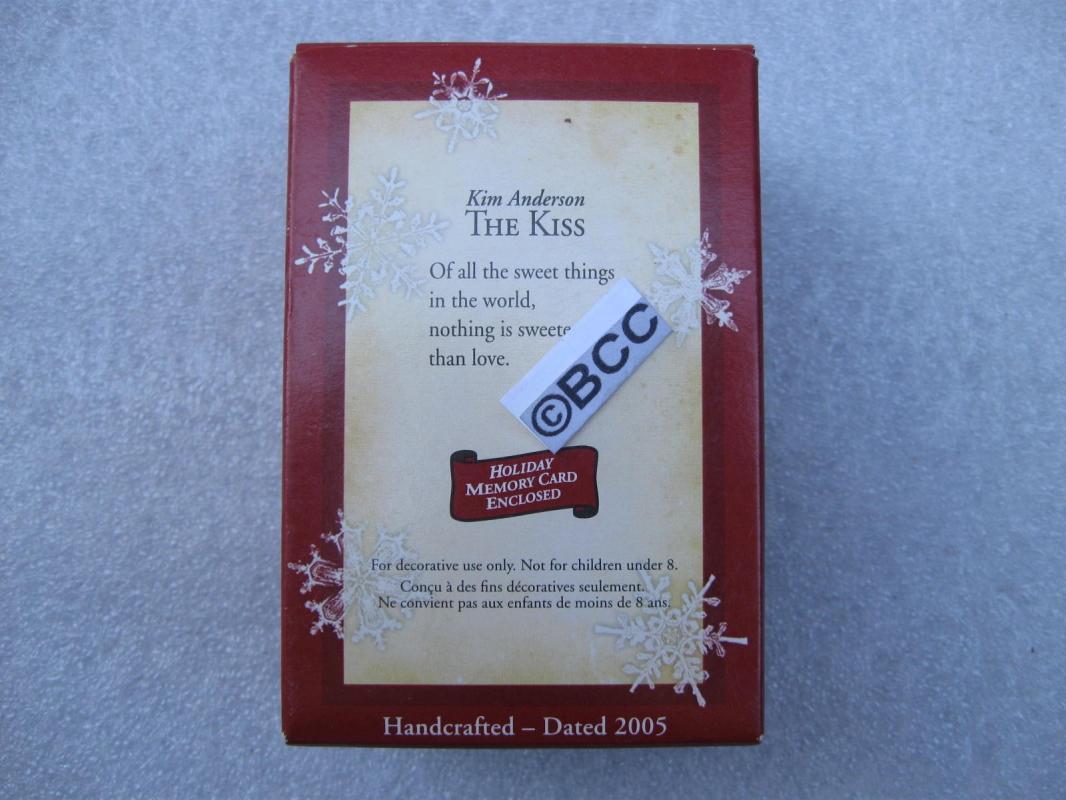 Kim Anderson
THE KISS
Of all the sweet things
in the world,
nothing is sweete
than love.
©BCC
HOLIDAY
MEMORY CARD
ENCLOSED
For decorative use only. Not for children under 8.
Conçu à des fins décoratives seulement.
Ne convient pas aux enfants de moins de 8 ans.
Handcrafted – Dated 2005